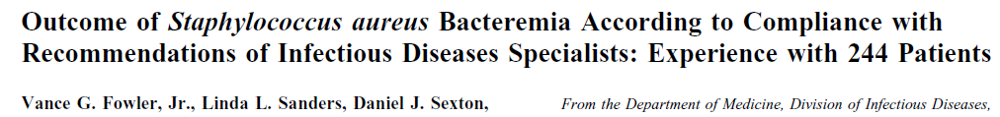 Outcome of Staphylococcus aureus Bacteremia According to Compliance with
Recommendations of Infectious Diseases Specialists: Experience with 244 Patients
Vance G. Fowler, Jr., Linda L. Sanders, Daniel J. Sexton,
From the Department of Medicine, Division of Infectious Diseases,